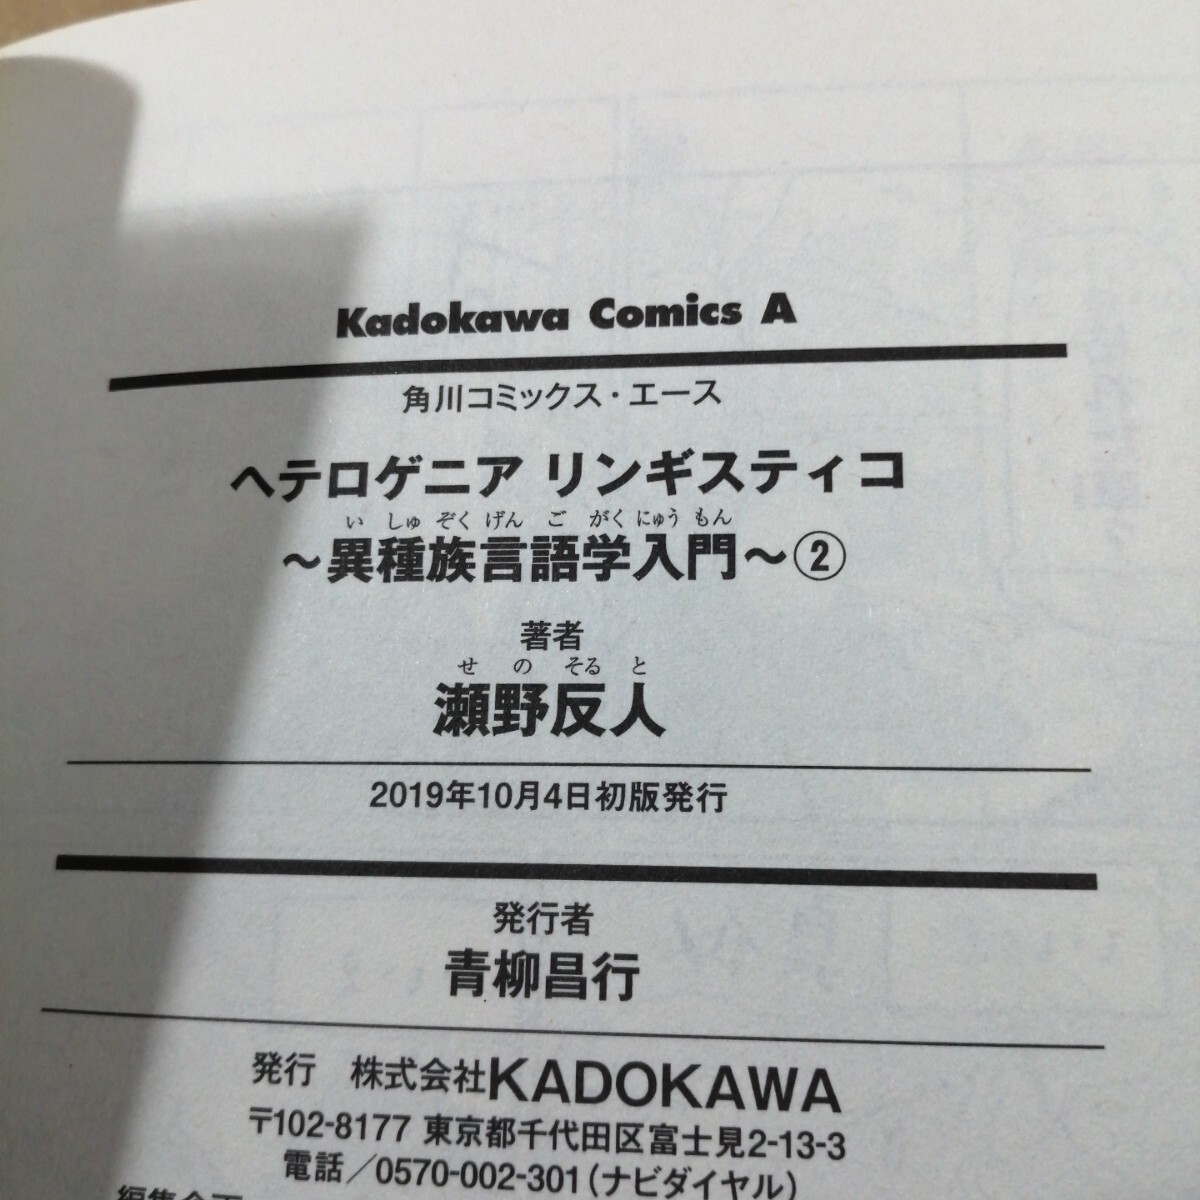 Kadokawa Comics A
角川コミックス・エース
ヘテロゲニア リンギスティコ
い しゅ ぞく げん ご がく にゅう もん
～異種族言語学入門～②
著者
せ の そる と
瀬野反人
2019年10月4日初版発行
発行者
青柳昌行
発行 株式会社KADOKAWA
〒102-8177 東京都千代田区富士見2-13-3
電話／0570-002-301（ナビダイヤル）
編集企画